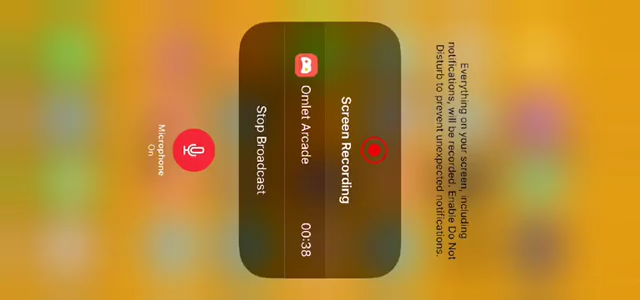 Everything on your screen, including
notifications, will be recorded. Enable Do Not
Disturb to prevent unexpected notifications.
Screen Recording
Omlet Arcade 00:38
Stop Broadcast
Microphone
On